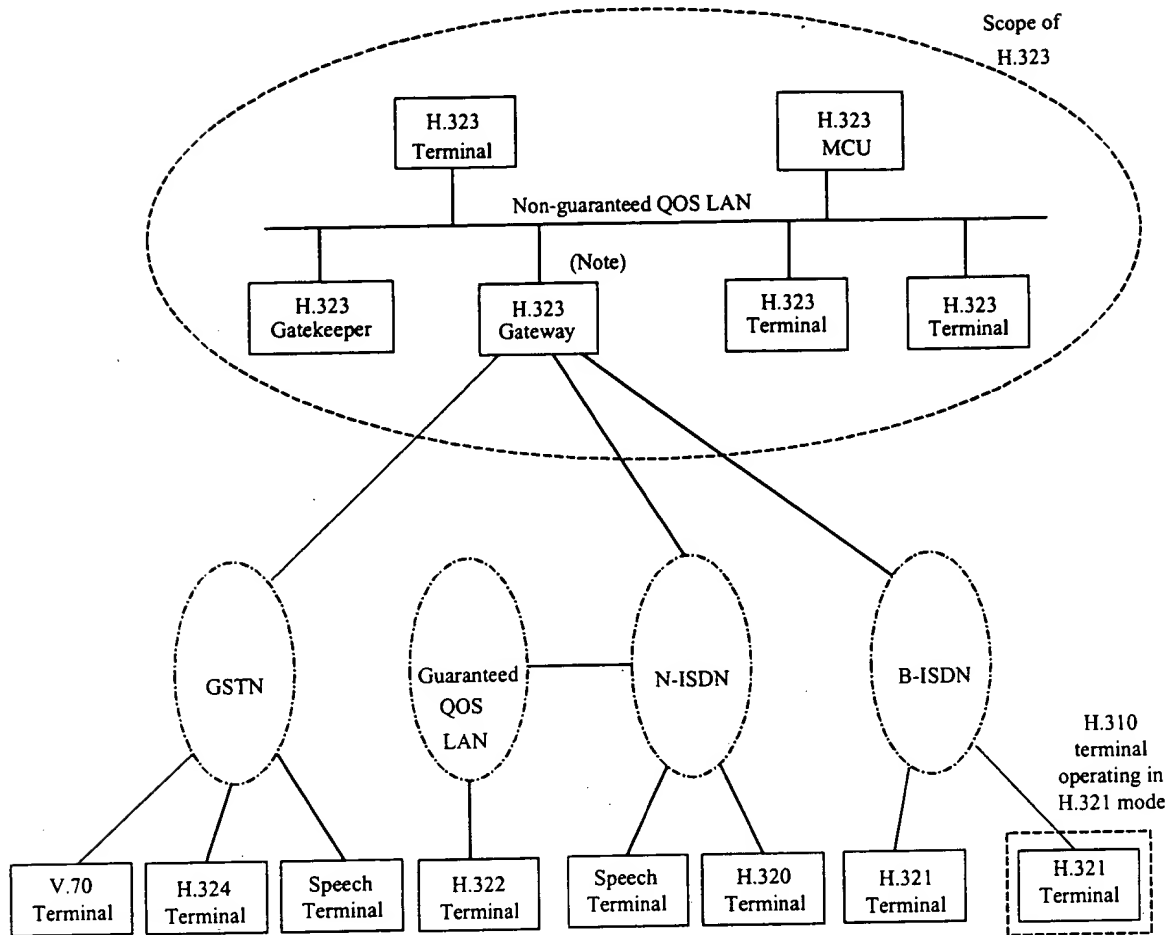 Scope of
H.323
H.323
Terminal
H.323
MCU
Non-guaranteed QOS LAN
(Note)
H.323
Gatekeeper
H.323
Gateway
H.323
Terminal
H.323
Terminal
GSTN
Guaranteed
QOS
LAN
N-ISDN
B-ISDN
H.310
terminal
operating in
H.321 mode
V.70
Terminal
H.324
Terminal
Speech
Terminal
H.322
Terminal
Speech
Terminal
H.320
Terminal
H.321
Terminal
H.321
Terminal